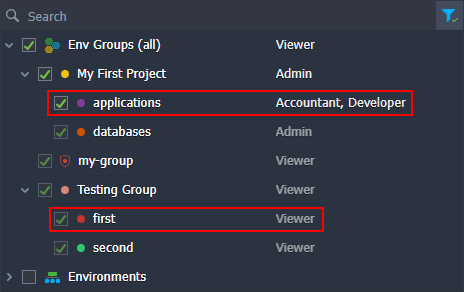 Search
Env Groups (all) Viewer
My First Project Admin
applications Accountant, Developer
databases Admin
my-group Viewer
Testing Group Viewer
first Viewer
second Viewer
Environments